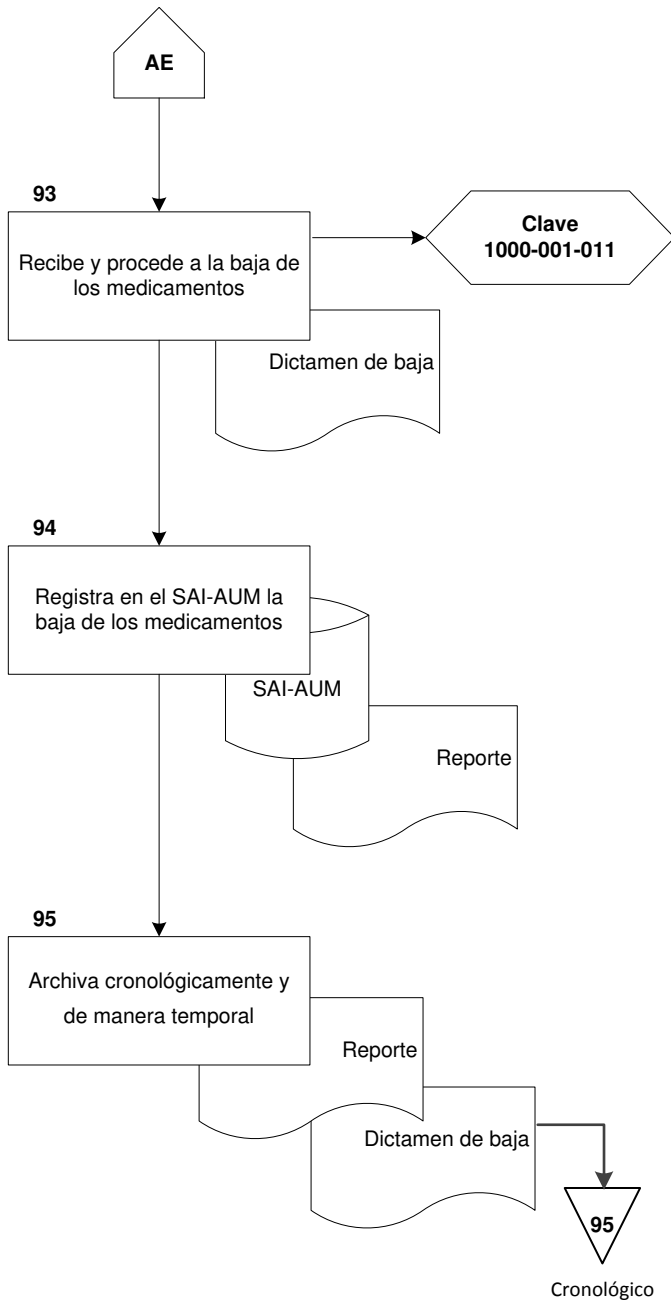 AE
93
Recibe y procede a la baja de
los medicamentos
Clave
1000-001-011
Dictamen de baja
94
Registra en el SAI-AUM la
baja de los medicamentos
SAI-AUM
Reporte
95
Archiva cronológicamente y
de manera temporal
Reporte
Dictamen de baja
95
Cronológico